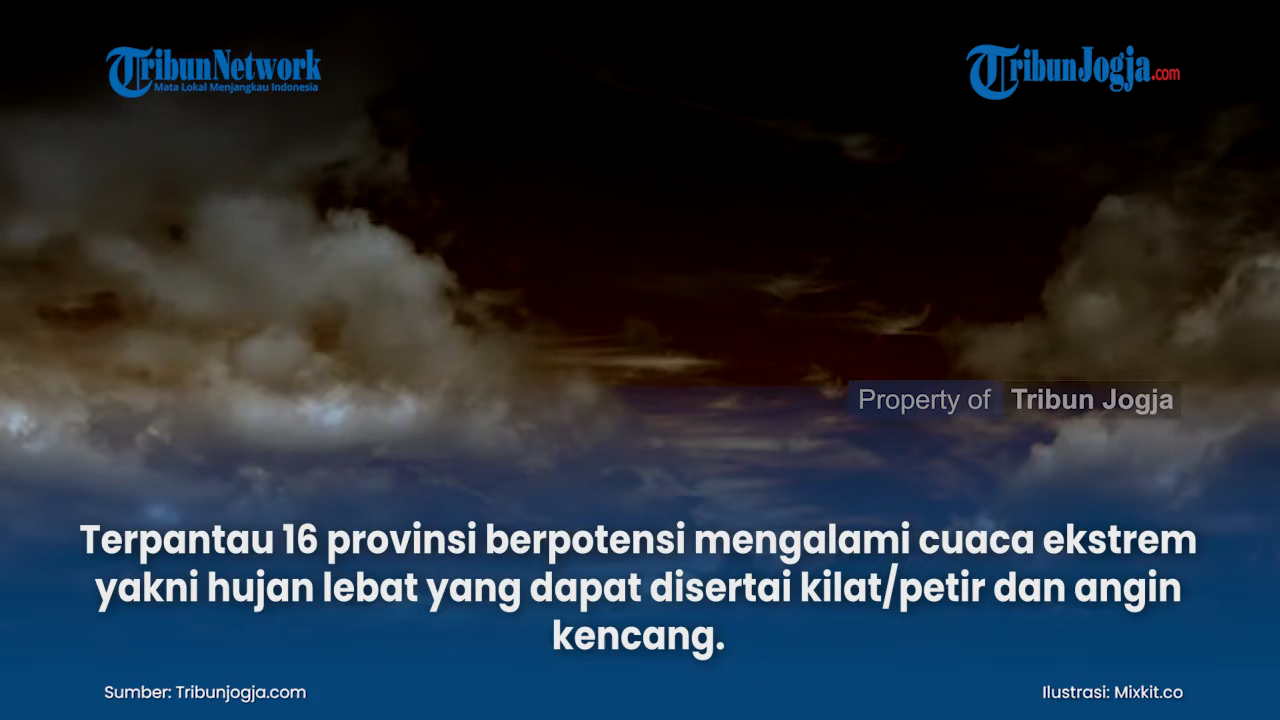 TribunNetwork
Mata Lokal Menjangkau Indonesia
TribunJogja.com
Property of Tribun Jogja
Terpantau 16 provinsi berpotensi mengalami cuaca ekstrem
yakni hujan lebat yang dapat disertai kilat/petir dan angin
kencang.
Sumber: Tribunjogja.com
Ilustrasi: Mixkit.co